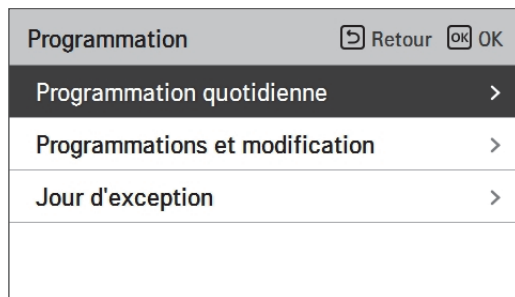 Programmation Retour OK OK
Programmation quotidienne >
Programmations et modification >
Jour d'exception >